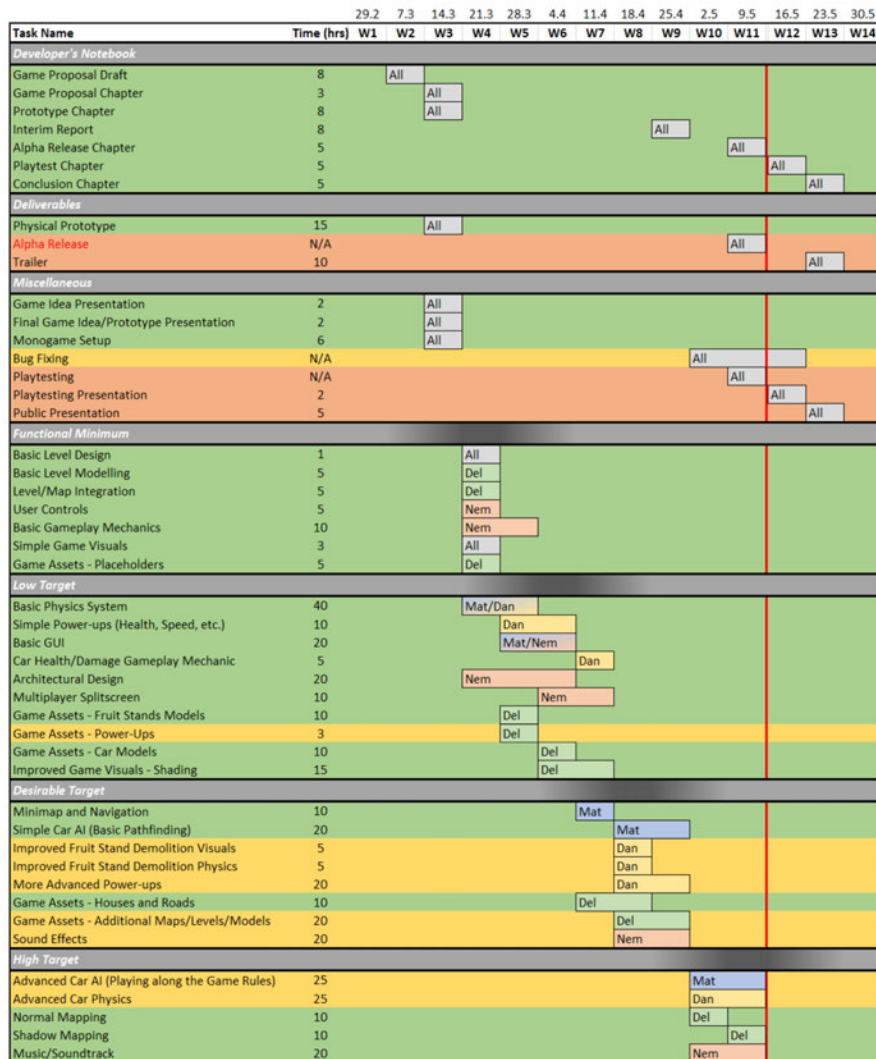 29.2 7.3 14.3 21.3 28.3 4.4 11.4 18.4 25.4 2.5 9.5 16.5 23.5 30.5
Task Name Time (hrs) W1 W2 W3 W4 W5 W6 W7 W8 W9 W10 W11 W12 W13 W14
Developer's Notebook
Game Proposal Draft 8 All
Game Proposal Chapter 3 All
Prototype Chapter 8 All
Interim Report 8 All
Alpha Release Chapter 5 All
Playtest Chapter 5 All
Conclusion Chapter 5 All
Deliverables
Physical Prototype 15 All
Alpha Release N/A All
Trailer 10 All
Miscellaneous
Game Idea Presentation 2 All
Final Game Idea/Prototype Presentation 2 All
Monogame Setup 6 All
Bug Fixing N/A All
Playtesting N/A All
Playtesting Presentation 2 All
Public Presentation 5 All
Functional Minimum
Basic Level Design 1 All
Basic Level Modelling 5 Del
Level/Map Integration 5 Del
User Controls 5 Nem
Basic Gameplay Mechanics 10 Nem
Simple Game Visuals 3 All
Game Assets - Placeholders 5 Del
Low Target
Basic Physics System 40 Mat/Dan
Simple Power-ups (Health, Speed, etc.) 10 Dan
Basic GUI 20 Mat/Nem
Car Health/Damage Gameplay Mechanic 5 Dan
Architectural Design 20 Nem
Multiplayer Splitscreen 10 Nem
Game Assets - Fruit Stands Models 10 Del
Game Assets - Power-Ups 3 Del
Game Assets - Car Models 10 Del
Improved Game Visuals - Shading 15 Del
Desirable Target
Minimap and Navigation 10 Mat
Simple Car AI (Basic Pathfinding) 20 Mat
Improved Fruit Stand Demolition Visuals 5 Dan
Improved Fruit Stand Demolition Physics 5 Dan
More Advanced Power-ups 20 Dan
Game Assets - Houses and Roads 10 Del
Game Assets - Additional Maps/Levels/Models 20 Del
Sound Effects 20 Nem
High Target
Advanced Car AI (Playing along the Game Rules) 25 Mat
Advanced Car Physics 25 Dan
Normal Mapping 10 Del
Shadow Mapping 10 Del
Music/Soundtrack 20 Nem